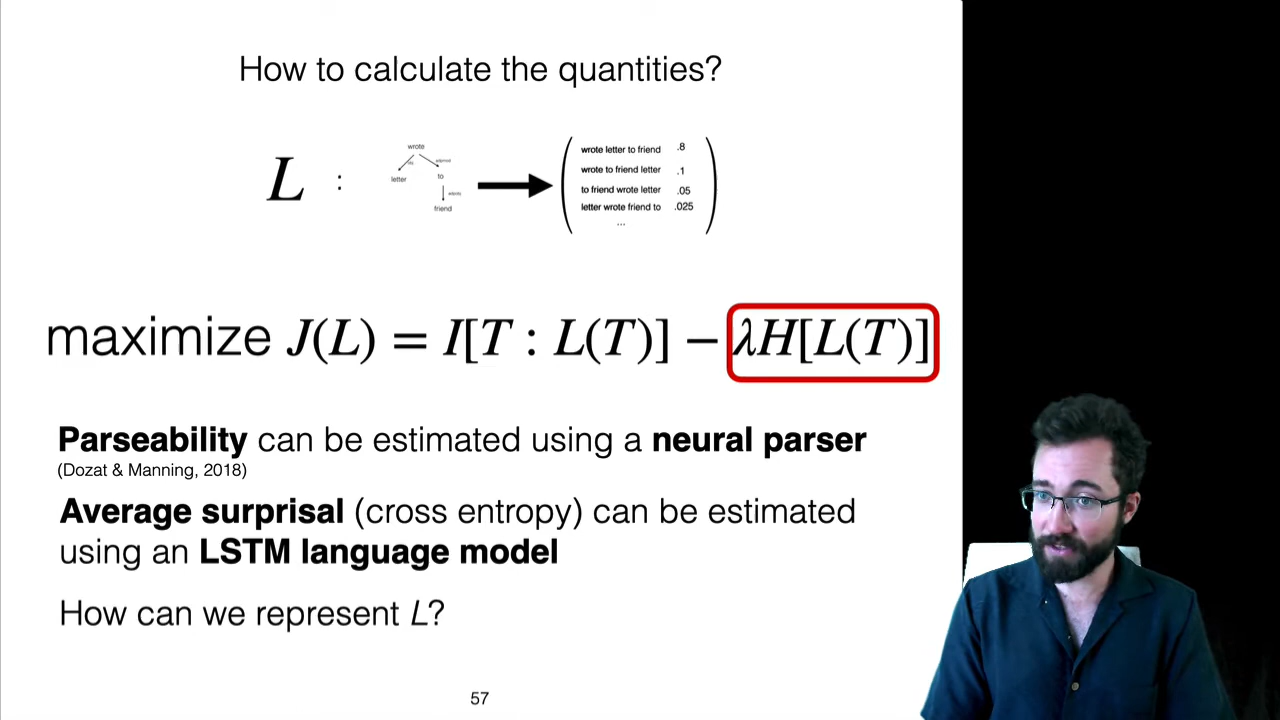 How to calculate the quantities?
L : 
wrote
letter
to
friend
wrote letter to friend .8
wrote to friend letter .1
to friend wrote letter .05
letter wrote friend to .025
...
maximize J(L) = I[T : L(T)] − λH[L(T)]
Parseability can be estimated using a neural parser
(Dozat & Manning, 2018)
Average surprisal (cross entropy) can be estimated
using an LSTM language model
How can we represent L?
57